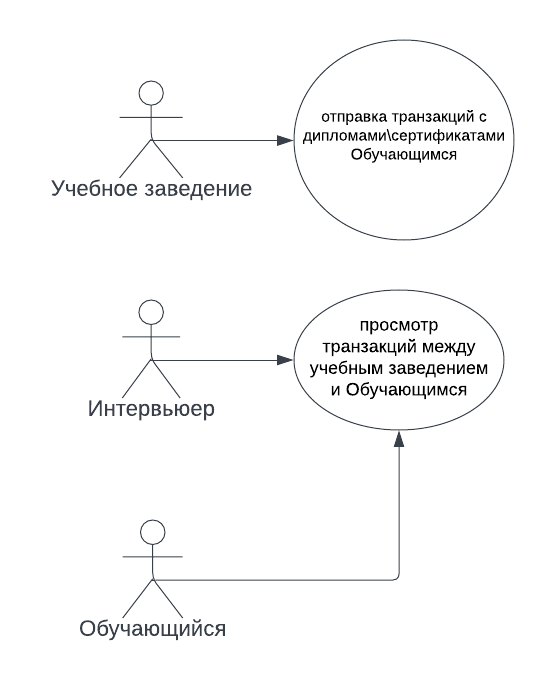 отправка транзакций с
дипломами\сертификатами
Обучающимся
Учебное заведение
просмотр
транзакций между
учебным заведением
и Обучающимся
Интервьюер
Обучающийся